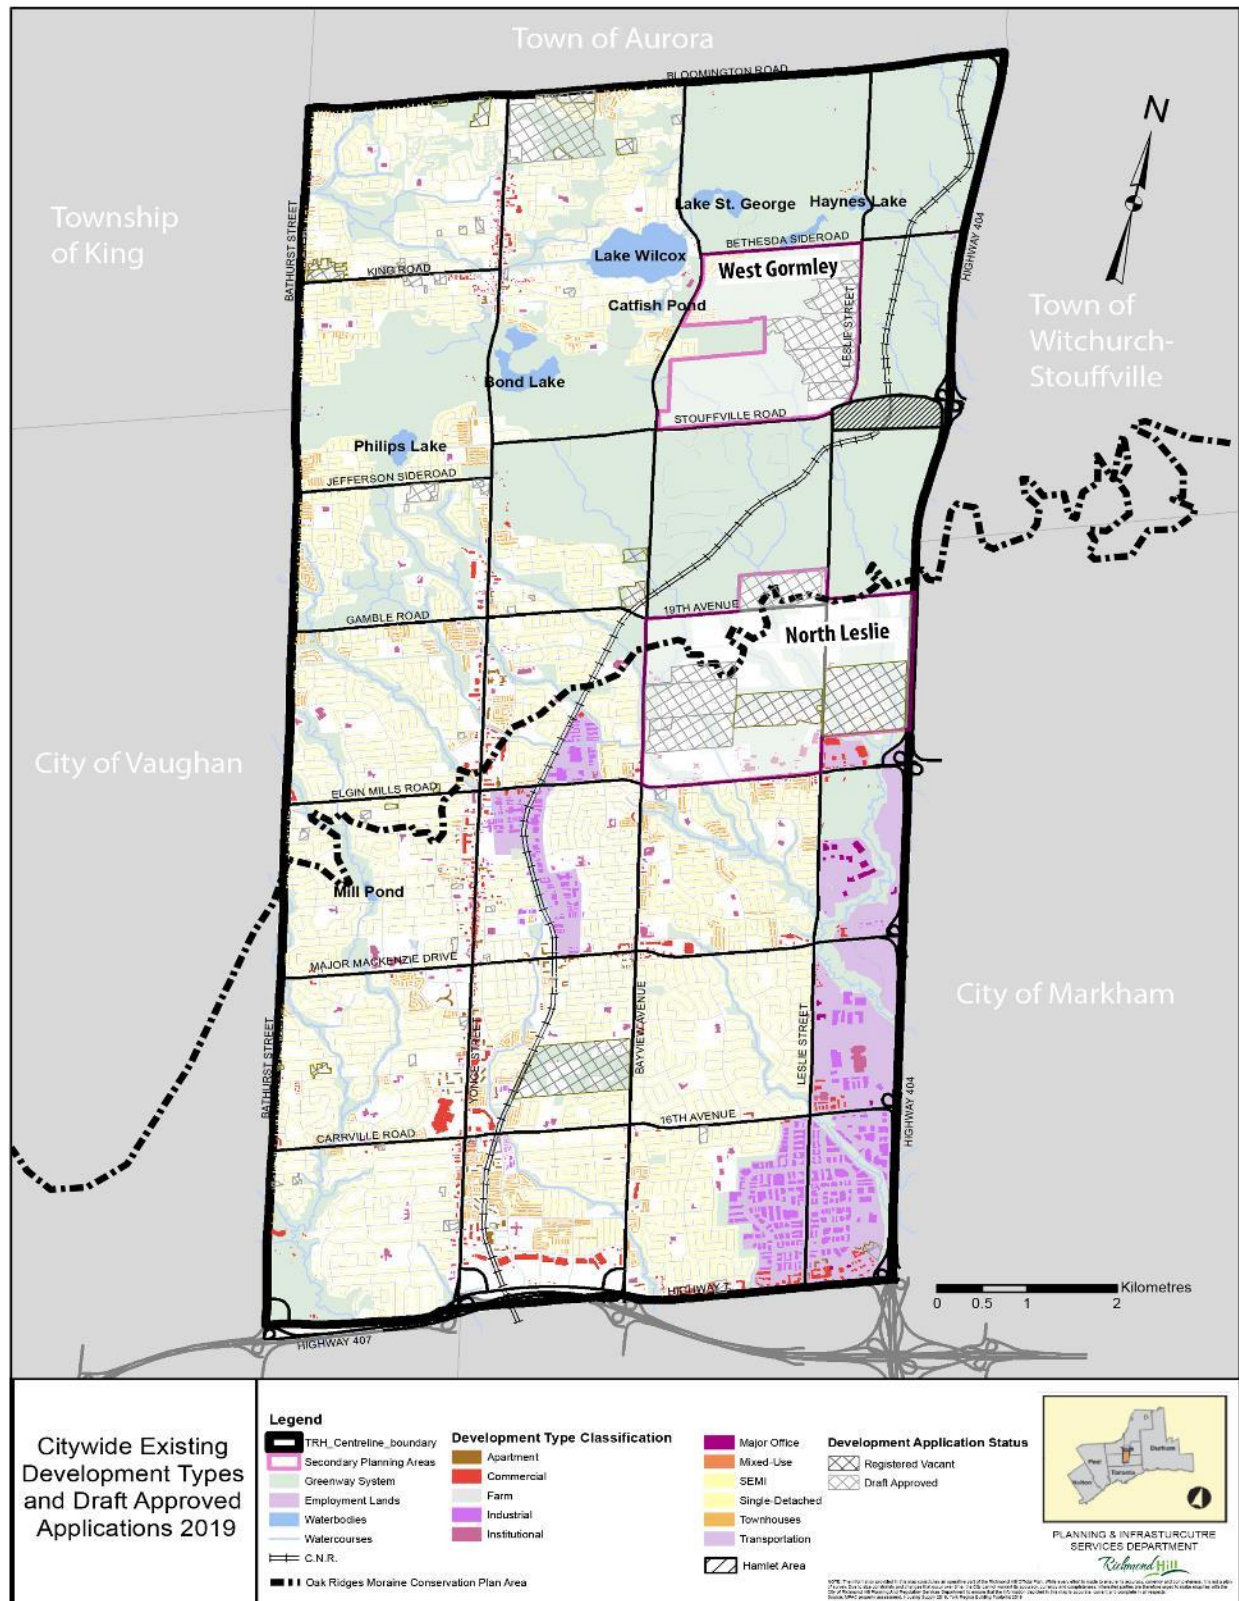 Town of Aurora
BLOOMINGTON ROAD
N
Township
of King
BATHURST STREET
Lake St. George
Haynes Lake
BETHESDA SIDEROAD
Lake Wilcox
KING ROAD
West Gormley
HIGHWAY 404
Catfish Pond
LESLIE STREET
Town of
Witchurch-
Stouffville
Bond Lake
STOUFFVILLE ROAD
Philips Lake
JEFFERSON SIDEROAD
19TH AVENUE
GAMBLE ROAD
North Leslie
City of Vaughan
ELGIN MILLS ROAD
Mill Pond
MAJOR MACKENZIE DRIVE
City of Markham
BATHURST STREET
YONGE STREET
BAYVIEW AVENUE
LESLIE STREET
HIGHWAY 404
16TH AVENUE
CARRVILLE ROAD
HIGHWAY 7
HIGHWAY 407
Kilometres
0 0.5 1 2
Citywide Existing
Development Types
and Draft Approved
Applications 2019
Legend
TRH_Centreline_boundary
Secondary Planning Areas
Greenway System
Employment Lands
Waterbodies
Watercourses
C.N.R.
Oak Ridges Moraine Conservation Plan Area
Development Type Classification
Apartment
Commercial
Farm
Industrial
Institutional
Major Office
Mixed-Use
SEMI
Single-Detached
Townhouses
Transportation
Hamlet Area
Development Application Status
Registered Vacant
Draft Approved
Peel
Durham
Halton
Toronto
PLANNING & INFRASTURCUTRE
SERVICES DEPARTMENT
Richmond Hill